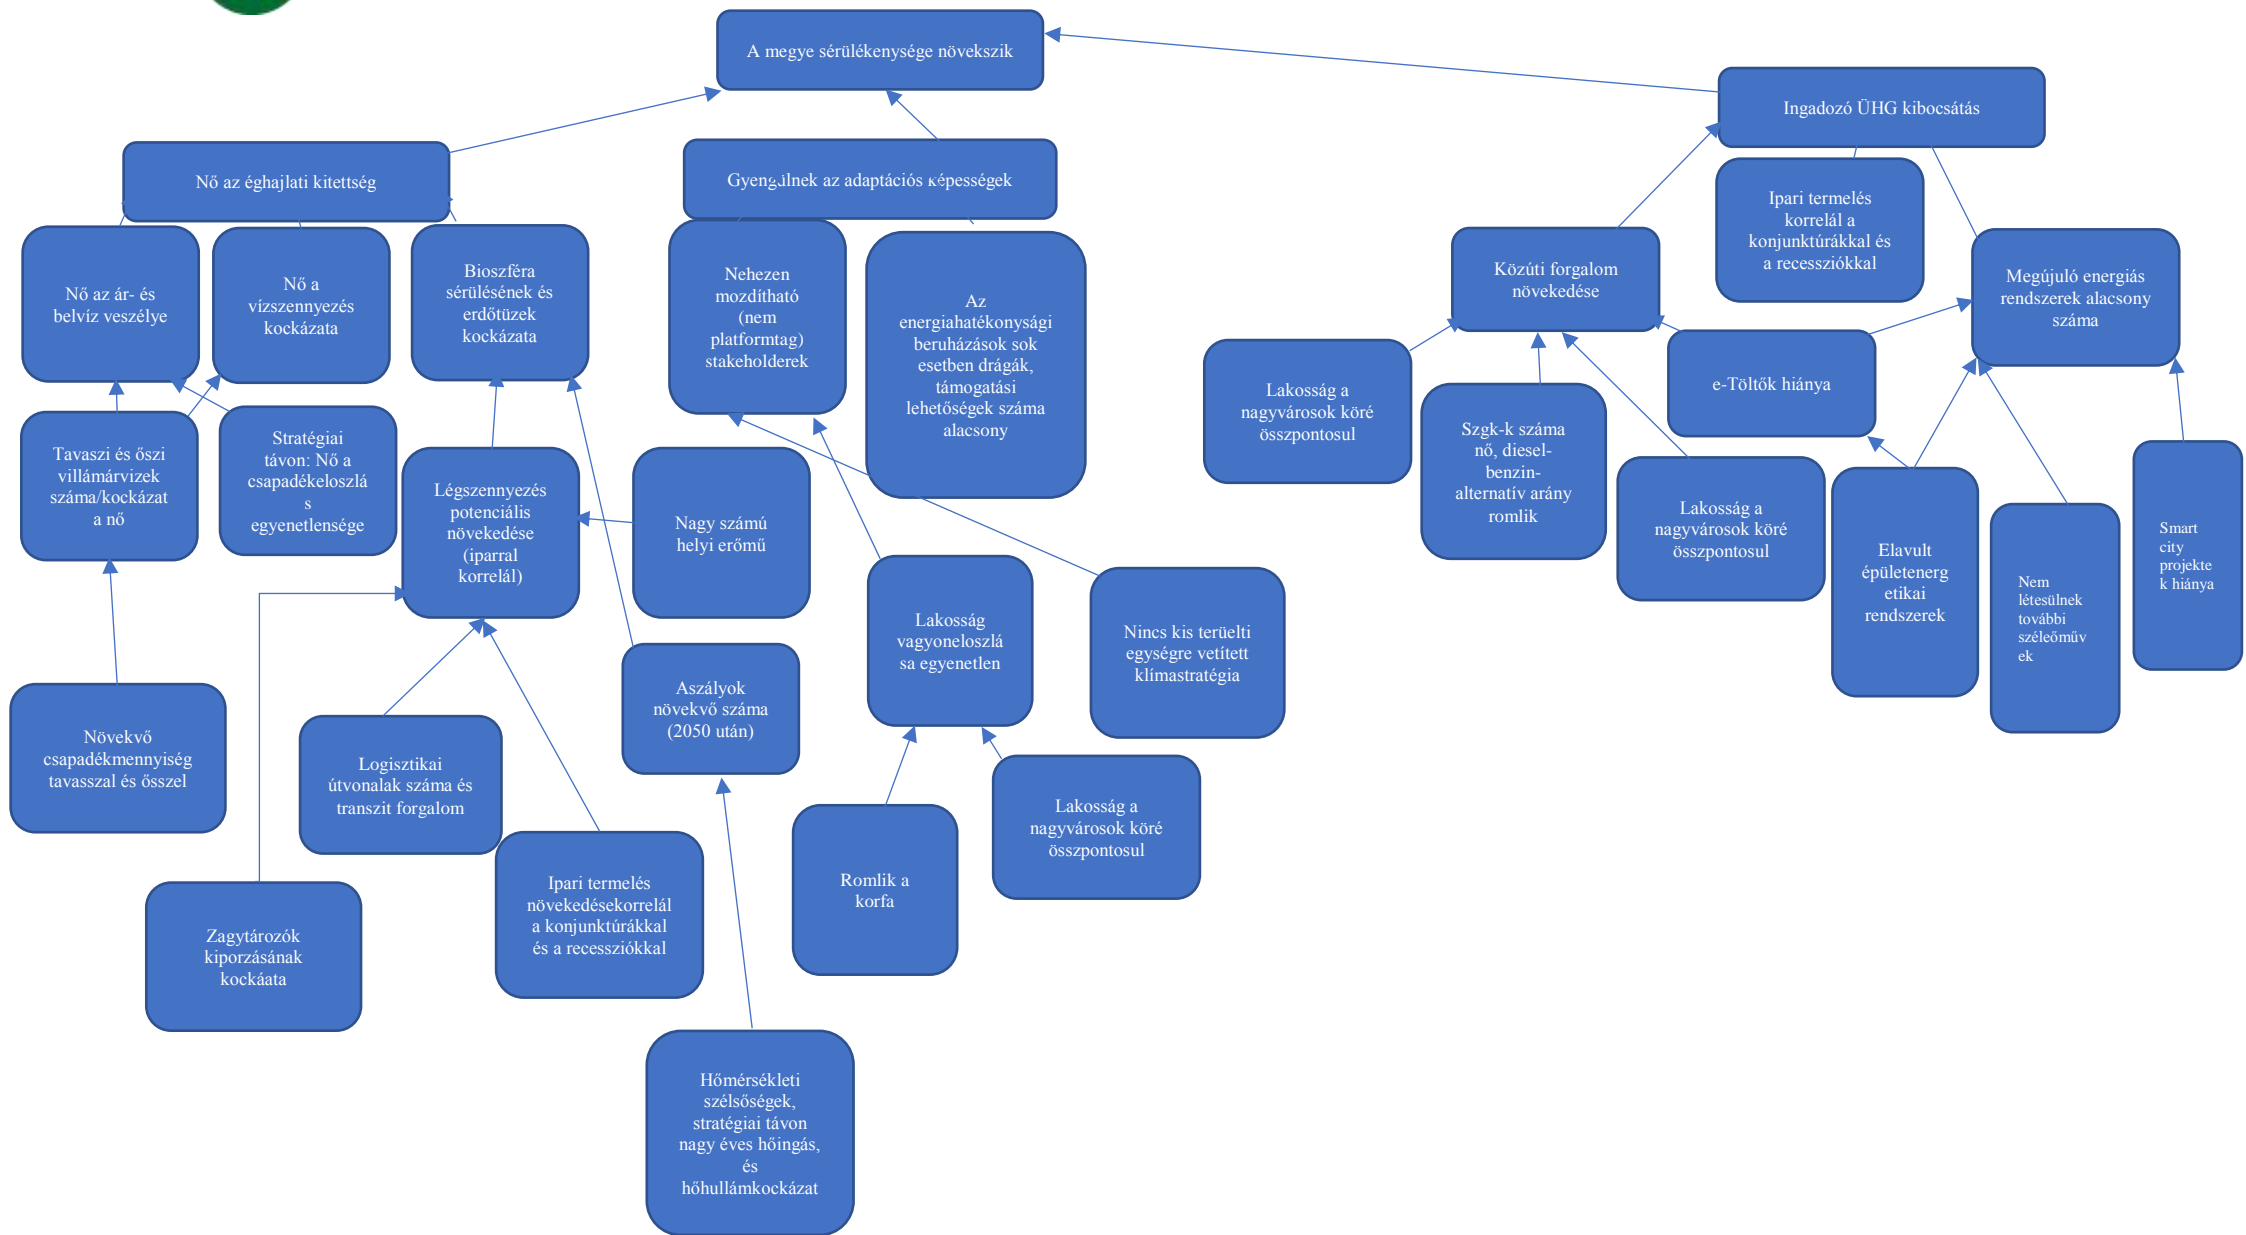 A megye sérülékenysége növekszik
Ingadozó ÜHG kibocsátás
Nő az éghajlati kitettség
Gyengülnek az adaptációs képességek
Ipari termelés
korrelál a
konjunktúrákkal és
a recessziókkal
Nő az ár- és
belvíz veszélye
Nő a
vízszennyezés
kockázata
Bioszféra
sérülésének és
erdőtüzek
kockázata
Nehezen
mozdítható
(nem
platformtag)
stakeholderek
Az
energiahatékonysági
beruházások sok
esetben drágák,
támogatási
lehetőségek száma
alacsony
Közúti forgalom
növekedése
Megújuló energiás
rendszerek alacsony
száma
Lakosság a
nagyvárosok köré
összpontosul
Szgk-k száma
nő, diesel-
benzin-
alternatív arány
romlik
e-Töltők hiánya
Tavaszi és őszi
villámárvizek
száma/kockázat
a nő
Stratégiai
távon: Nő a
csapadékeloszlá
s
egyenetlensége
Légszennyezés
potenciális
növekedése
(iparral
korrelál)
Nagy számú
helyi erőmű
Lakosság a
nagyvárosok köré
összpontosul
Elavult
épületenerg
etikai
rendszerek
Nem
létesülnek
további
széleőműv
ek
Smart
city
projekte
k hiánya
Lakosság
vagyoneloszlá
sa egyenetlen
Nincs kis terüelti
egységre vetített
klímastratégia
Növekvő
csapadékmennyiség
tavasszal és ősszel
Logisztikai
útvonalak száma és
transzit forgalom
Aszályok
növekvő száma
(2050 után)
Romlik a
korfa
Lakosság a
nagyvárosok köré
összpontosul
Zagytározók
kiporzásának
kockáata
Ipari termelés
növekedésekorrelál
a konjunktúrákkal
és a recessziókkal
Hőmérsékleti
szélsőségek,
stratégiai távon
nagy éves hőingás,
és
hőhullámkockázat